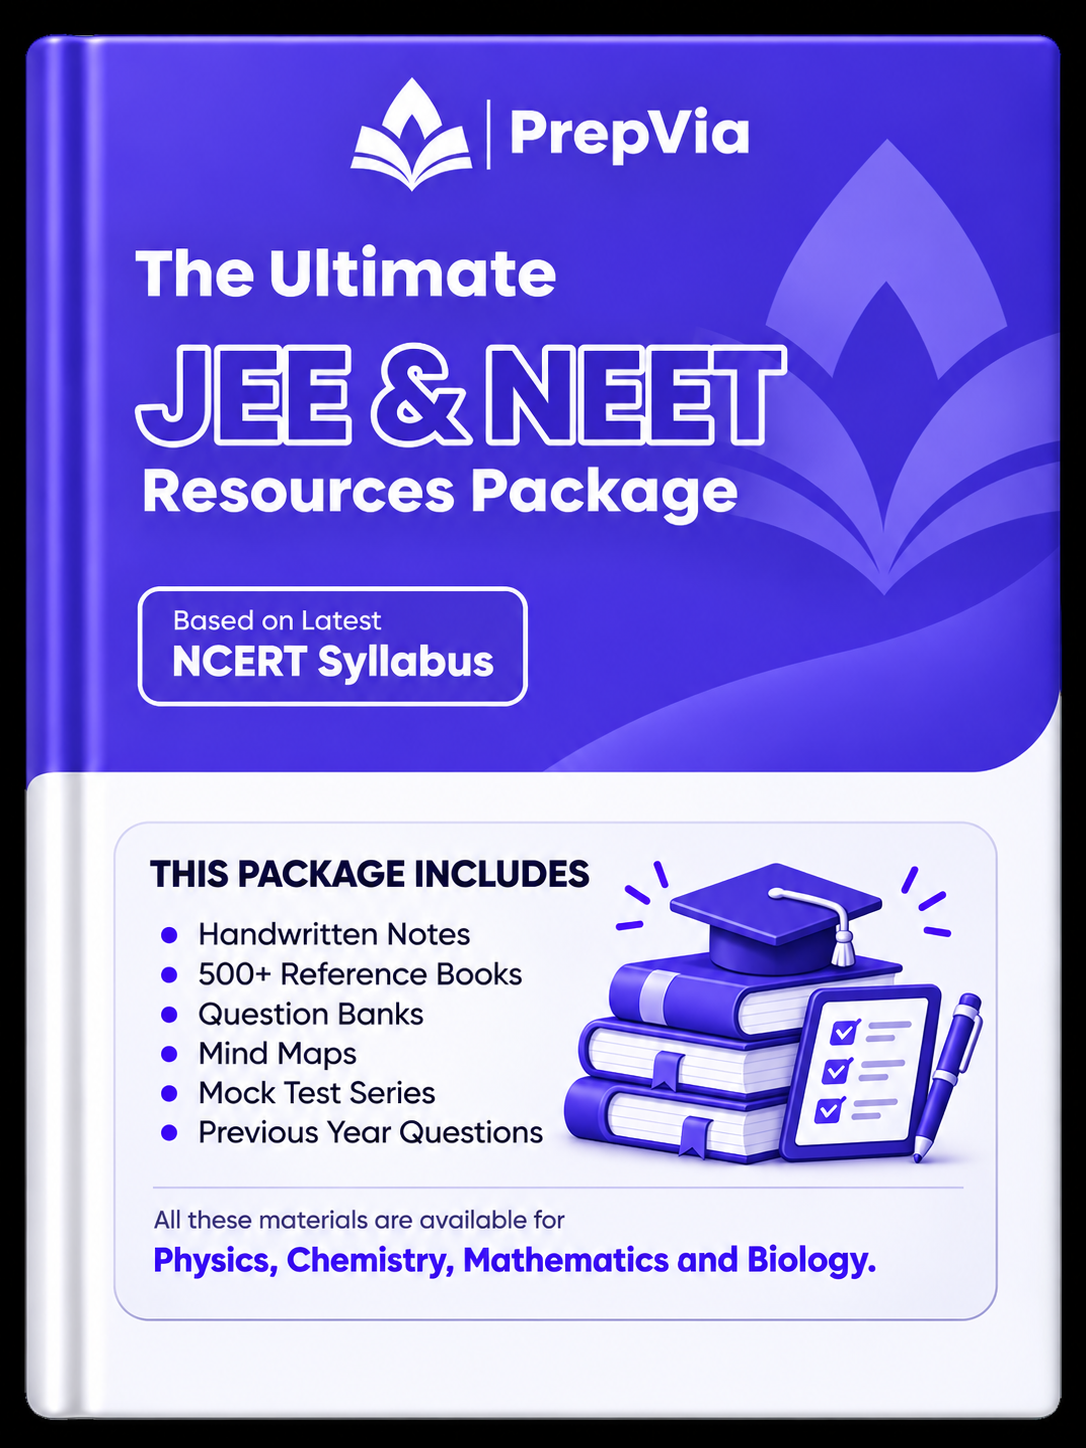 PrepVia
The Ultimate
JEE & NEET
Resources Package
Based on Latest
NCERT Syllabus
THIS PACKAGE INCLUDES
Handwritten Notes
500+ Reference Books
Question Banks
Mind Maps
Mock Test Series
Previous Year Questions
All these materials are available for
Physics, Chemistry, Mathematics and Biology.